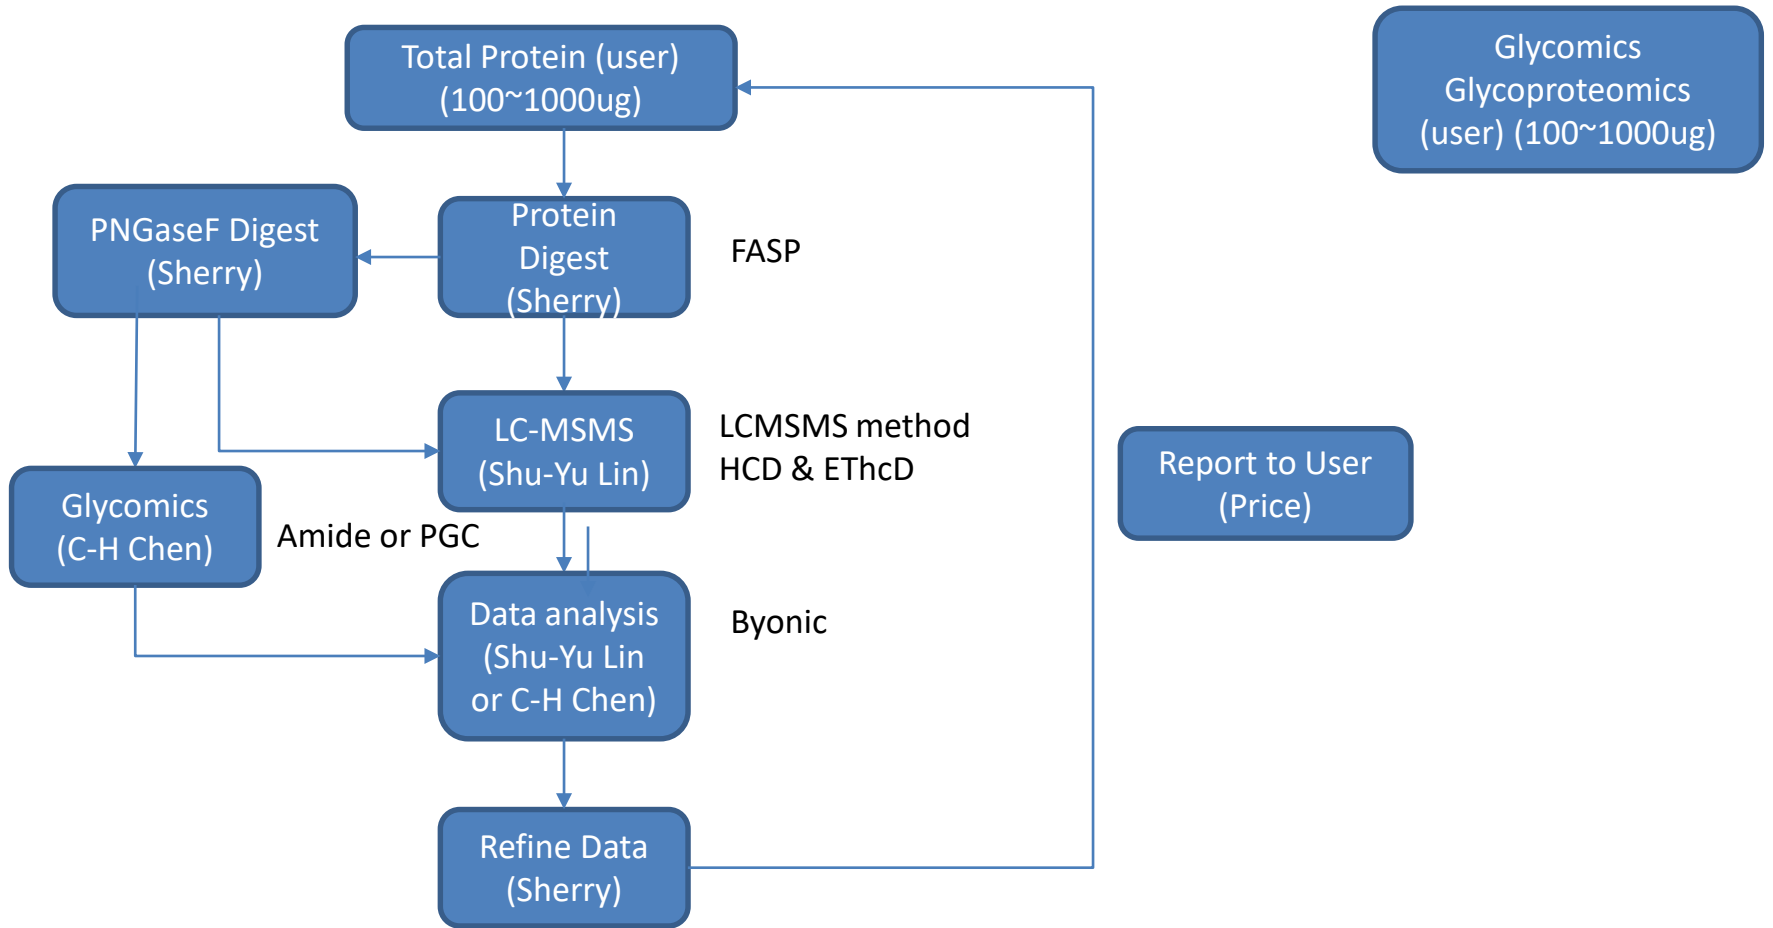 Total Protein (user)
(100~1000ug)
Glycomics
Glycoproteomics
(user) (100~1000ug)
PNGaseF Digest
(Sherry)
Protein
Digest
(Sherry)
FASP
LC-MSMS
(Shu-Yu Lin)
LCMSMS method
HCD & EThcD
Report to User
(Price)
Glycomics
(C-H Chen)
Amide or PGC
Data analysis
(Shu-Yu Lin
or C-H Chen)
Byonic
Refine Data
(Sherry)